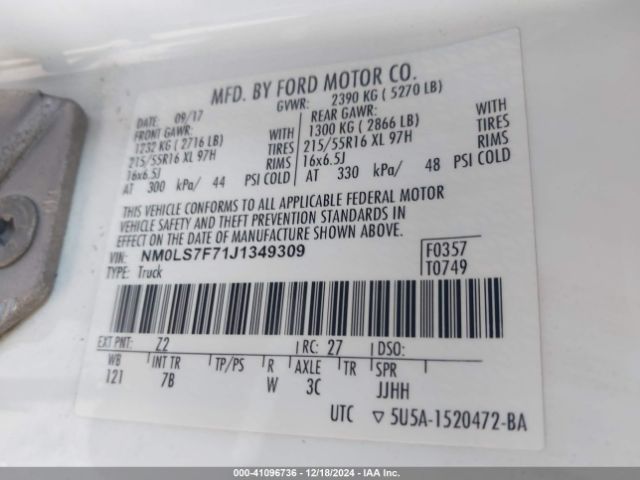 MFD. BY FORD MOTOR CO.
DATE 09/17 GVWR: 2390 KG ( 5270 LB)
FRONT GAWR: REAR GAWR:
1232 KG ( 2716 LB) WITH 1300 KG ( 2866 LB) WITH
215/55R16 XL 97H TIRES 215/55R16 XL 97H TIRES
16x6.5J RIMS 16x6.5J RIMS
AT 300 kPa/ 44 PSI COLD AT 330 kPa/ 48 PSI COLD
THIS VEHICLE CONFORMS TO ALL APPLICABLE FEDERAL MOTOR
VEHICLE SAFETY AND THEFT PREVENTION STANDARDS IN
EFFECT ON THE DATE OF MANUFACTURE SHOWN ABOVE.
VIN: NM0LS7F71J1349309 F0357
TYPE: Truck T0749
EXT PNT: Z2 RC: 27 DSO:
WB INT TR TP/PS R AXLE TR SPR
121 7B W 3C JJHH
UTC ▽ 5U5A-1520472-BA
000-41096736 - 12/18/2024 - IAA Inc.